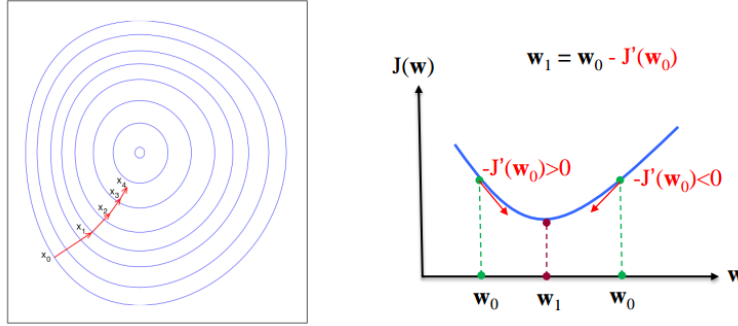 x₄
x₃
x₂
x₁
x₀
w₁ = w₀ - J'(w₀)
J(w)
-J'(w₀)>0
-J'(w₀)<0
w
w₀
w₁
w₀